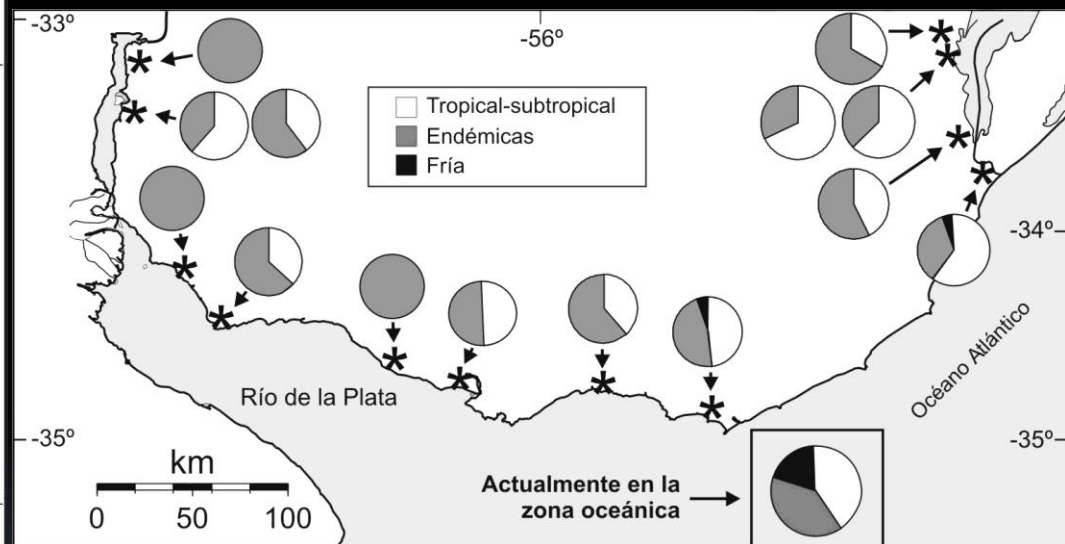 -33º
-56º
Tropical-subtropical
Endémicas
Fría
-34º
Océano Atlántico
Río de la Plata
-35º
-35º
km
0 50 100
Actualmente en la
zona oceánica